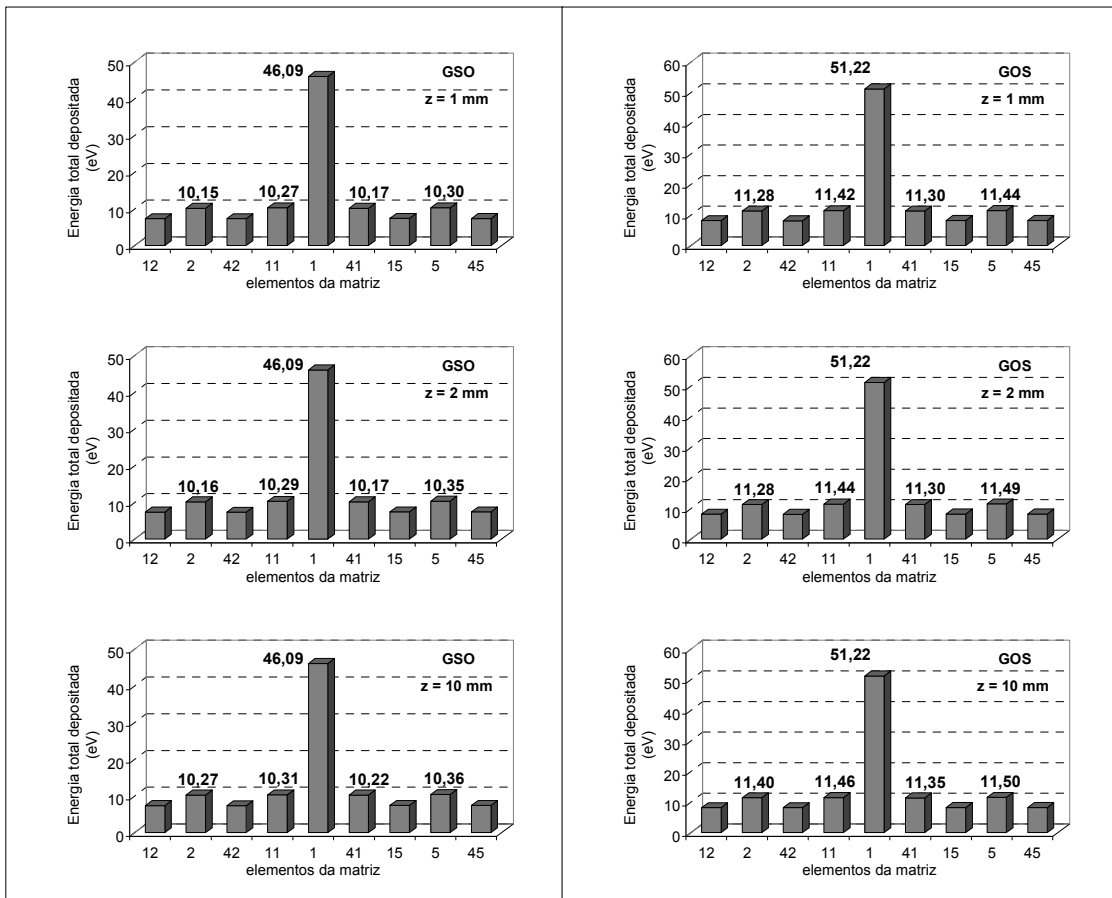 Energia total depositada
(eV)
50
40
30
20
10
0
46,09
GSO
z = 1 mm
10,15
10,27
10,17
10,30
12 2 42 11 1 41 15 5 45
elementos da matriz
Energia total depositada
(eV)
60
50
40
30
20
10
0
51,22
GOS
z = 1 mm
11,28
11,42
11,30
11,44
12 2 42 11 1 41 15 5 45
elementos da matriz
Energia total depositada
(eV)
50
40
30
20
10
0
46,09
GSO
z = 2 mm
10,16
10,29
10,17
10,35
12 2 42 11 1 41 15 5 45
elementos da matriz
Energia total depositada
(eV)
60
50
40
30
20
10
0
51,22
GOS
z = 2 mm
11,28
11,44
11,30
11,49
12 2 42 11 1 41 15 5 45
elementos da matriz
Energia total depositada
(eV)
50
40
30
20
10
0
46,09
GSO
z = 10 mm
10,27
10,31
10,22
10,36
12 2 42 11 1 41 15 5 45
elementos da matriz
Energia total depositada
(eV)
60
50
40
30
20
10
0
51,22
GOS
z = 10 mm
11,40
11,46
11,35
11,50
12 2 42 11 1 41 15 5 45
elementos da matriz